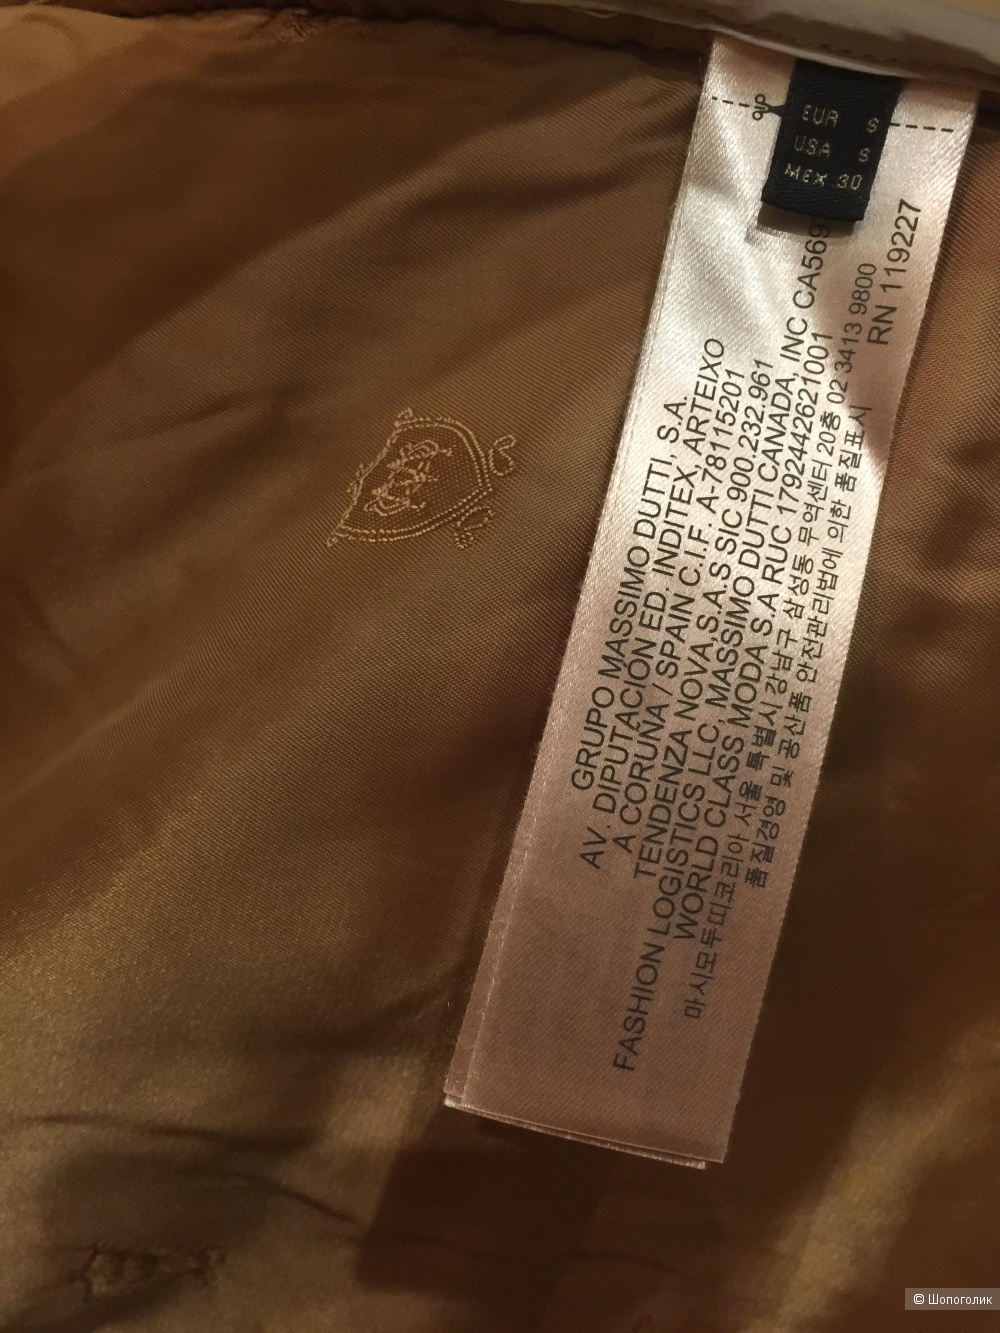 EUR S
USA S
MEX 30
GRUPO MASSIMO DUTTI, S.A.
AV. DIPUTACIÓN ED. INDITEX, ARTEIXO
A CORUÑA / SPAIN C.I.F. A-78115201
TENDENZA NOVA,S.A.S SIC 900.232.961
FASHION LOGISTICS LLC, MASSIMO DUTTI CANADA, INC CA569
WORLD CLASS MODA S.A RUC 1792442621001
마시모두띠코리아 서울 특별시 강남구 삼성동 무역센터 20층 02 3413 9800
품질경영 및 공산품 안전관리법에 의한 품질표시
RN 119227
© Шопоголик